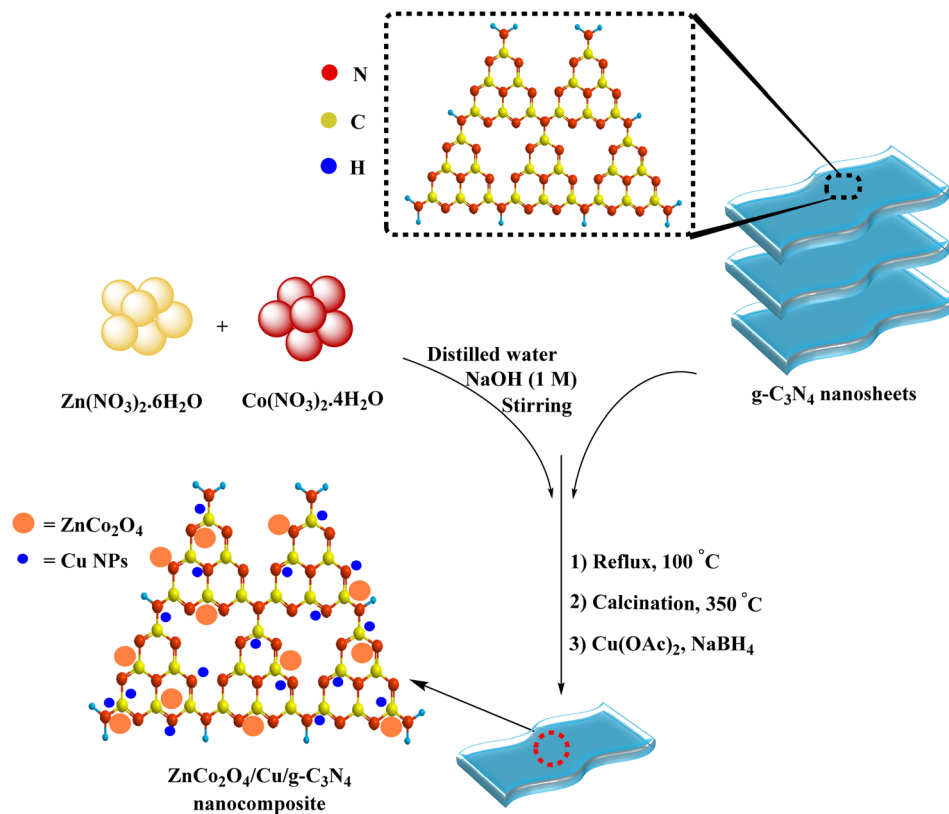 N
C
H
Zn(NO₃)₂.6H₂O
+
Co(NO₃)₂.4H₂O
Distilled water
NaOH (1 M)
Stirring
g-C₃N₄ nanosheets
= ZnCo₂O₄
= Cu NPs
1) Reflux, 100 °C
2) Calcination, 350 °C
3) Cu(OAc)₂, NaBH₄
ZnCo₂O₄/Cu/g-C₃N₄
nanocomposite